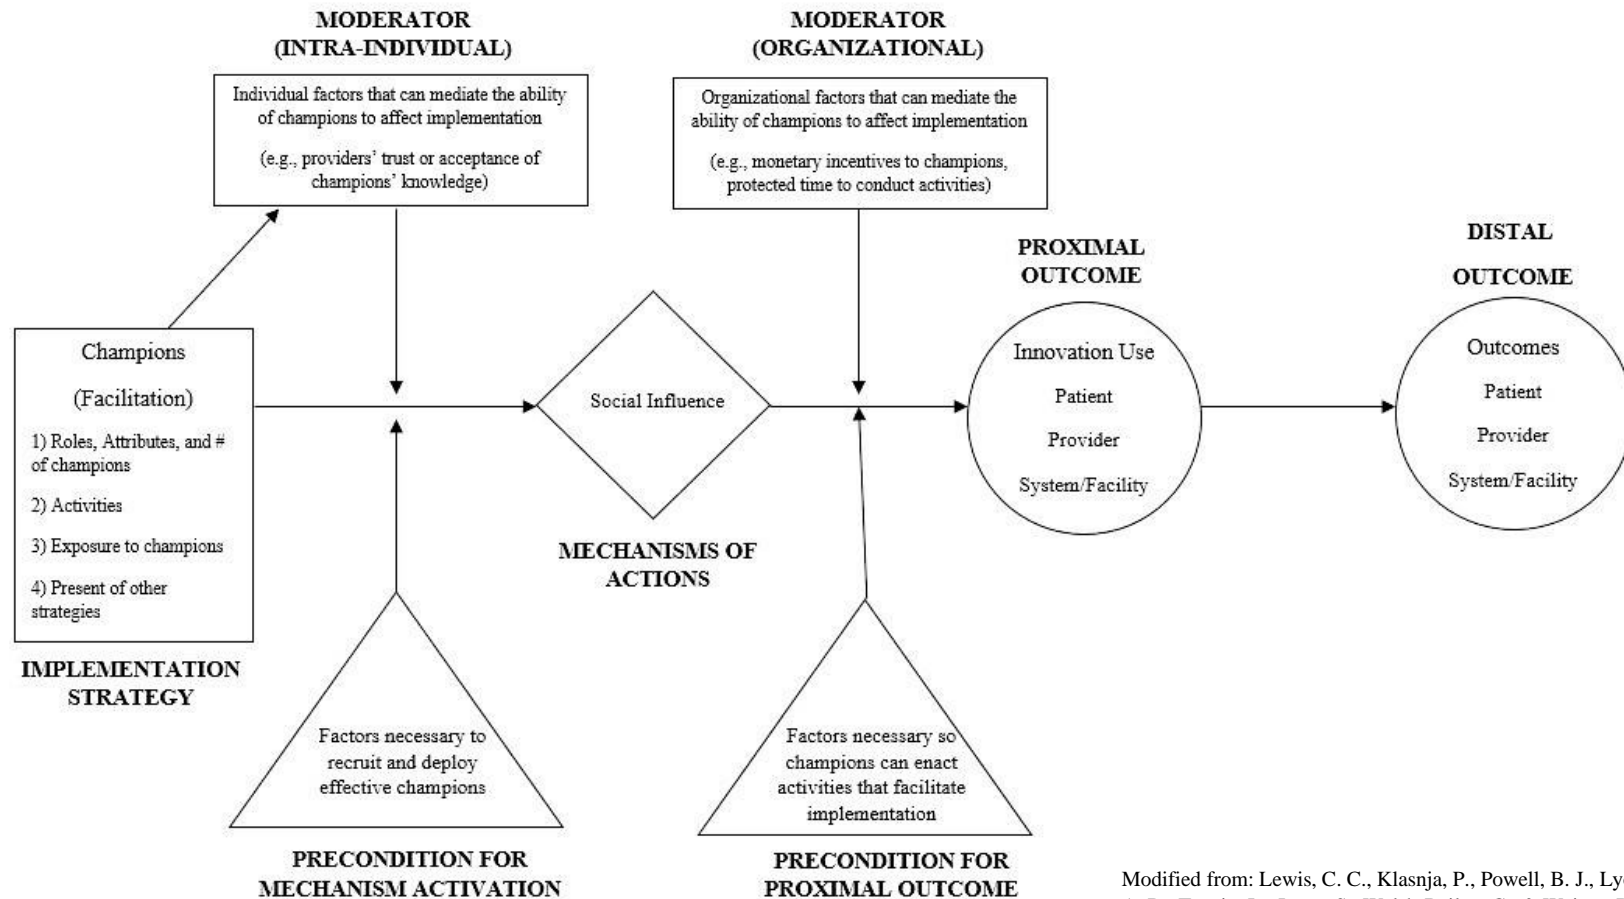 MODERATOR
(INTRA-INDIVIDUAL)
Individual factors that can mediate the ability
of champions to affect implementation
(e.g., providers’ trust or acceptance of
champions’ knowledge)
MODERATOR
(ORGANIZATIONAL)
Organizational factors that can mediate the
ability of champions to affect implementation
(e.g., monetary incentives to champions,
protected time to conduct activities)
Champions
(Facilitation)
1) Roles, Attributes, and #
of champions
2) Activities
3) Exposure to champions
4) Present of other
strategies
IMPLEMENTATION
STRATEGY
Social Influence
MECHANISMS OF
ACTIONS
PROXIMAL
OUTCOME
Innovation Use
Patient
Provider
System/Facility
DISTAL
OUTCOME
Outcomes
Patient
Provider
System/Facility
Factors necessary to
recruit and deploy
effective champions
PRECONDITION FOR
MECHANISM ACTIVATION
Factors necessary so
champions can enact
activities that facilitate
implementation
PRECONDITION FOR
PROXIMAL OUTCOME
Modified from: Lewis, C. C., Klasnja, P., Powell, B. J.,